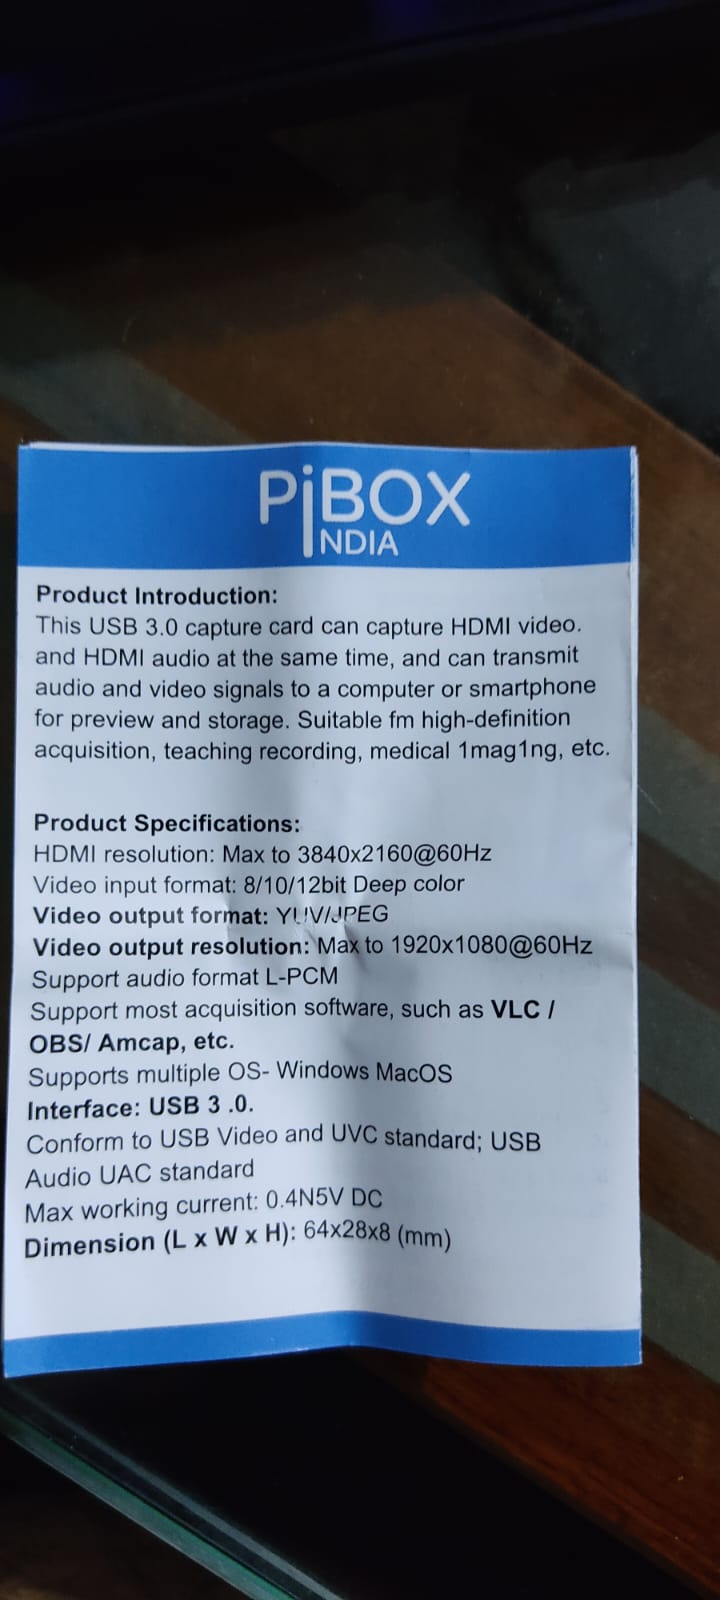 PiBOX
INDIA
Product Introduction:
This USB 3.0 capture card can capture HDMI video.
and HDMI audio at the same time, and can transmit
audio and video signals to a computer or smartphone
for preview and storage. Suitable fm high-definition
acquisition, teaching recording, medical 1mag1ng, etc.
Product Specifications:
HDMI resolution: Max to 3840x2160@60Hz
Video input format: 8/10/12bit Deep color
Video output format: YUV/JPEG
Video output resolution: Max to 1920x1080@60Hz
Support audio format L-PCM
Support most acquisition software, such as VLC /
OBS/ Amcap, etc.
Supports multiple OS- Windows MacOS
Interface: USB 3 .0.
Conform to USB Video and UVC standard; USB
Audio UAC standard
Max working current: 0.4N5V DC
Dimension (L x W x H): 64x28x8 (mm)